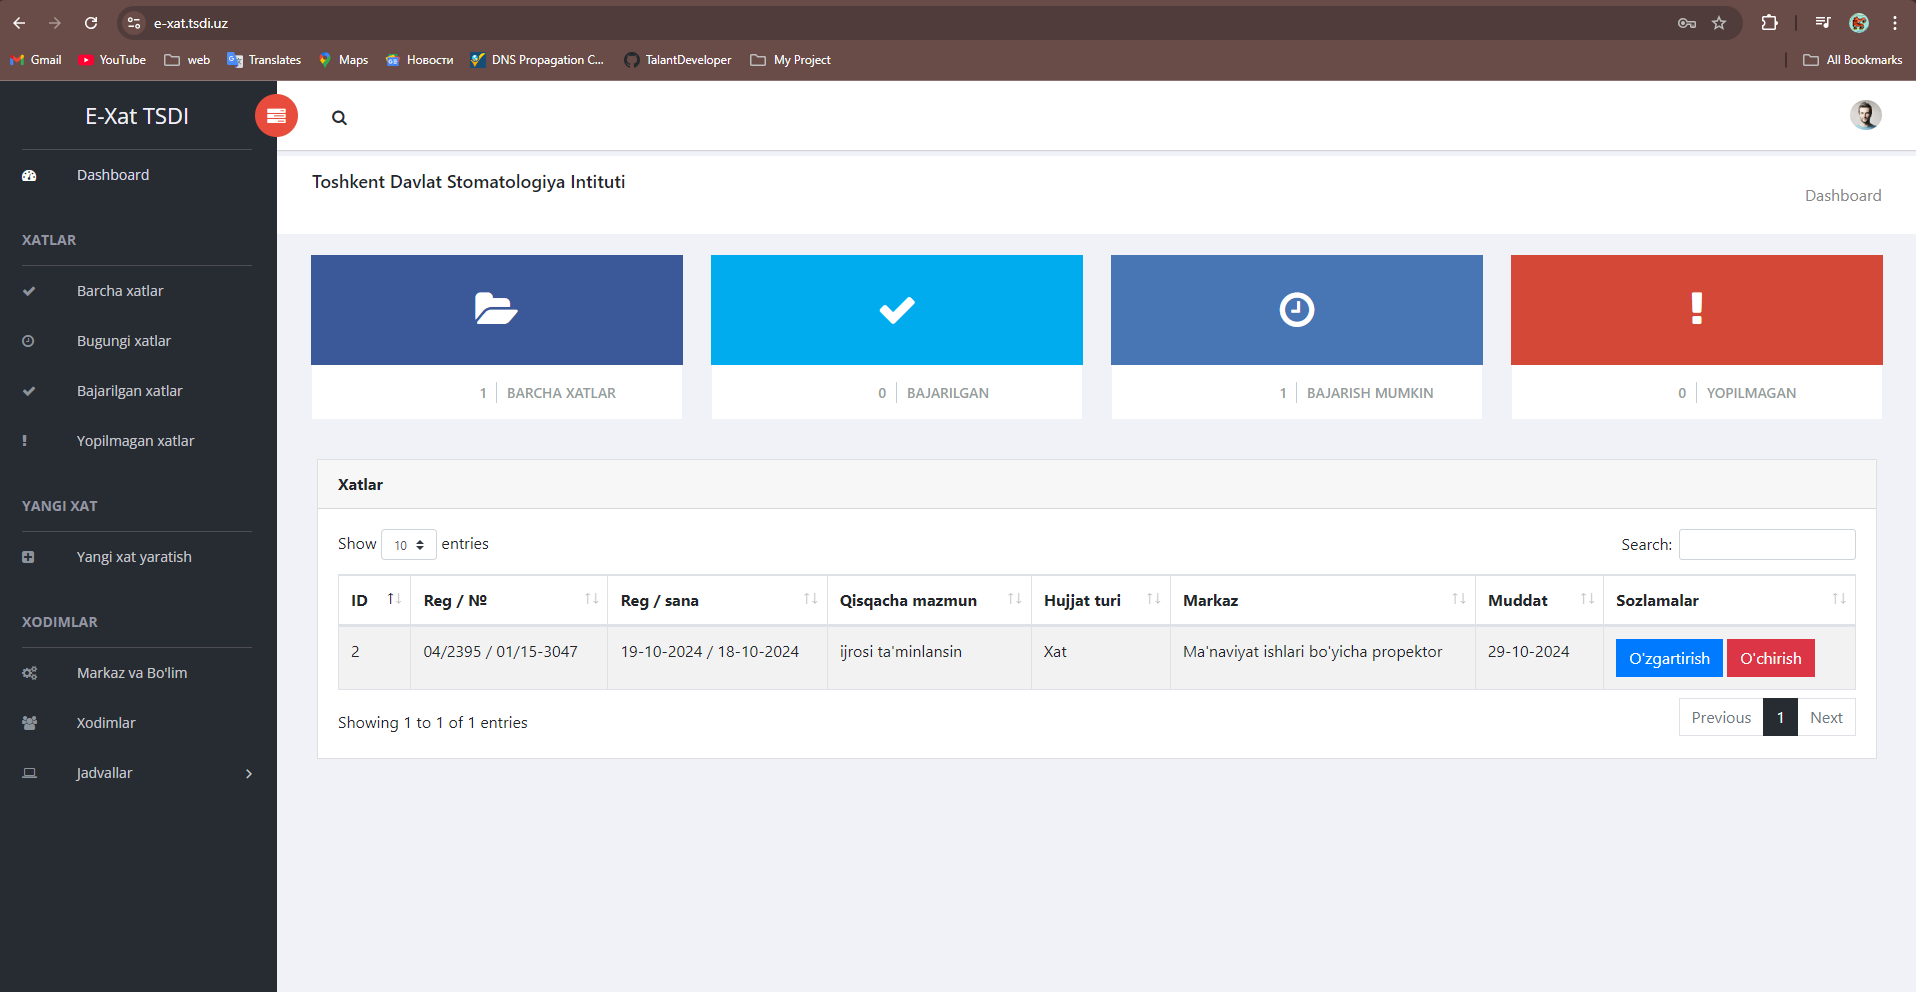 e-xat.tsdi.uz
Gmail YouTube web Translates Maps Новости DNS Propagation C... TalantDeveloper My Project All Bookmarks
E-Xat TSDI
Dashboard
XATLAR
Barcha xatlar
Bugungi xatlar
Bajarilgan xatlar
Yopilmagan xatlar
YANGI XAT
Yangi xat yaratish
XODIMLAR
Markaz va Bo'lim
Xodimlar
Jadvallar
Toshkent Davlat Stomatologiya Intituti
Dashboard
1 BARCHA XATLAR
0 BAJARILGAN
1 BAJARISH MUMKIN
0 YOPILMAGAN
Xatlar
Show 10 entries
Search:
ID Reg / № Reg / sana Qisqacha mazmun Hujjat turi Markaz Muddat Sozlamalar
2 04/2395 / 01/15-3047 19-10-2024 / 18-10-2024 ijrosi ta'minlansin Xat Ma'naviyat ishlari bo'yicha propektor 29-10-2024 O'zgartirish O'chirish
Showing 1 to 1 of 1 entries
Previous 1 Next